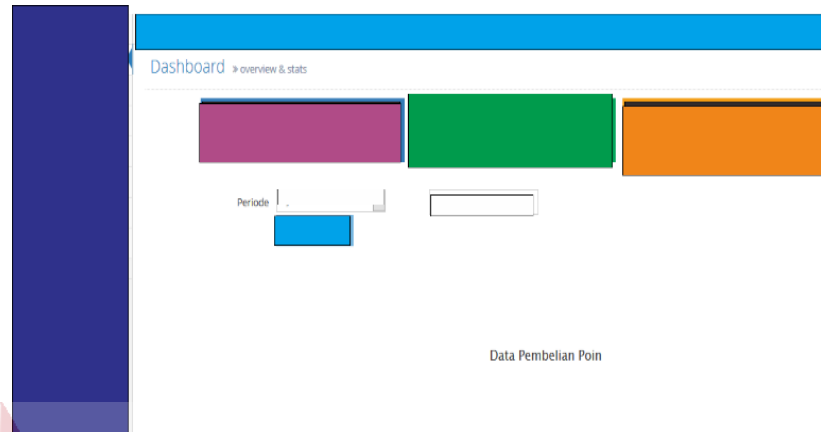 Dashboard » overview & stats
Periode
Data Pembelian Poin